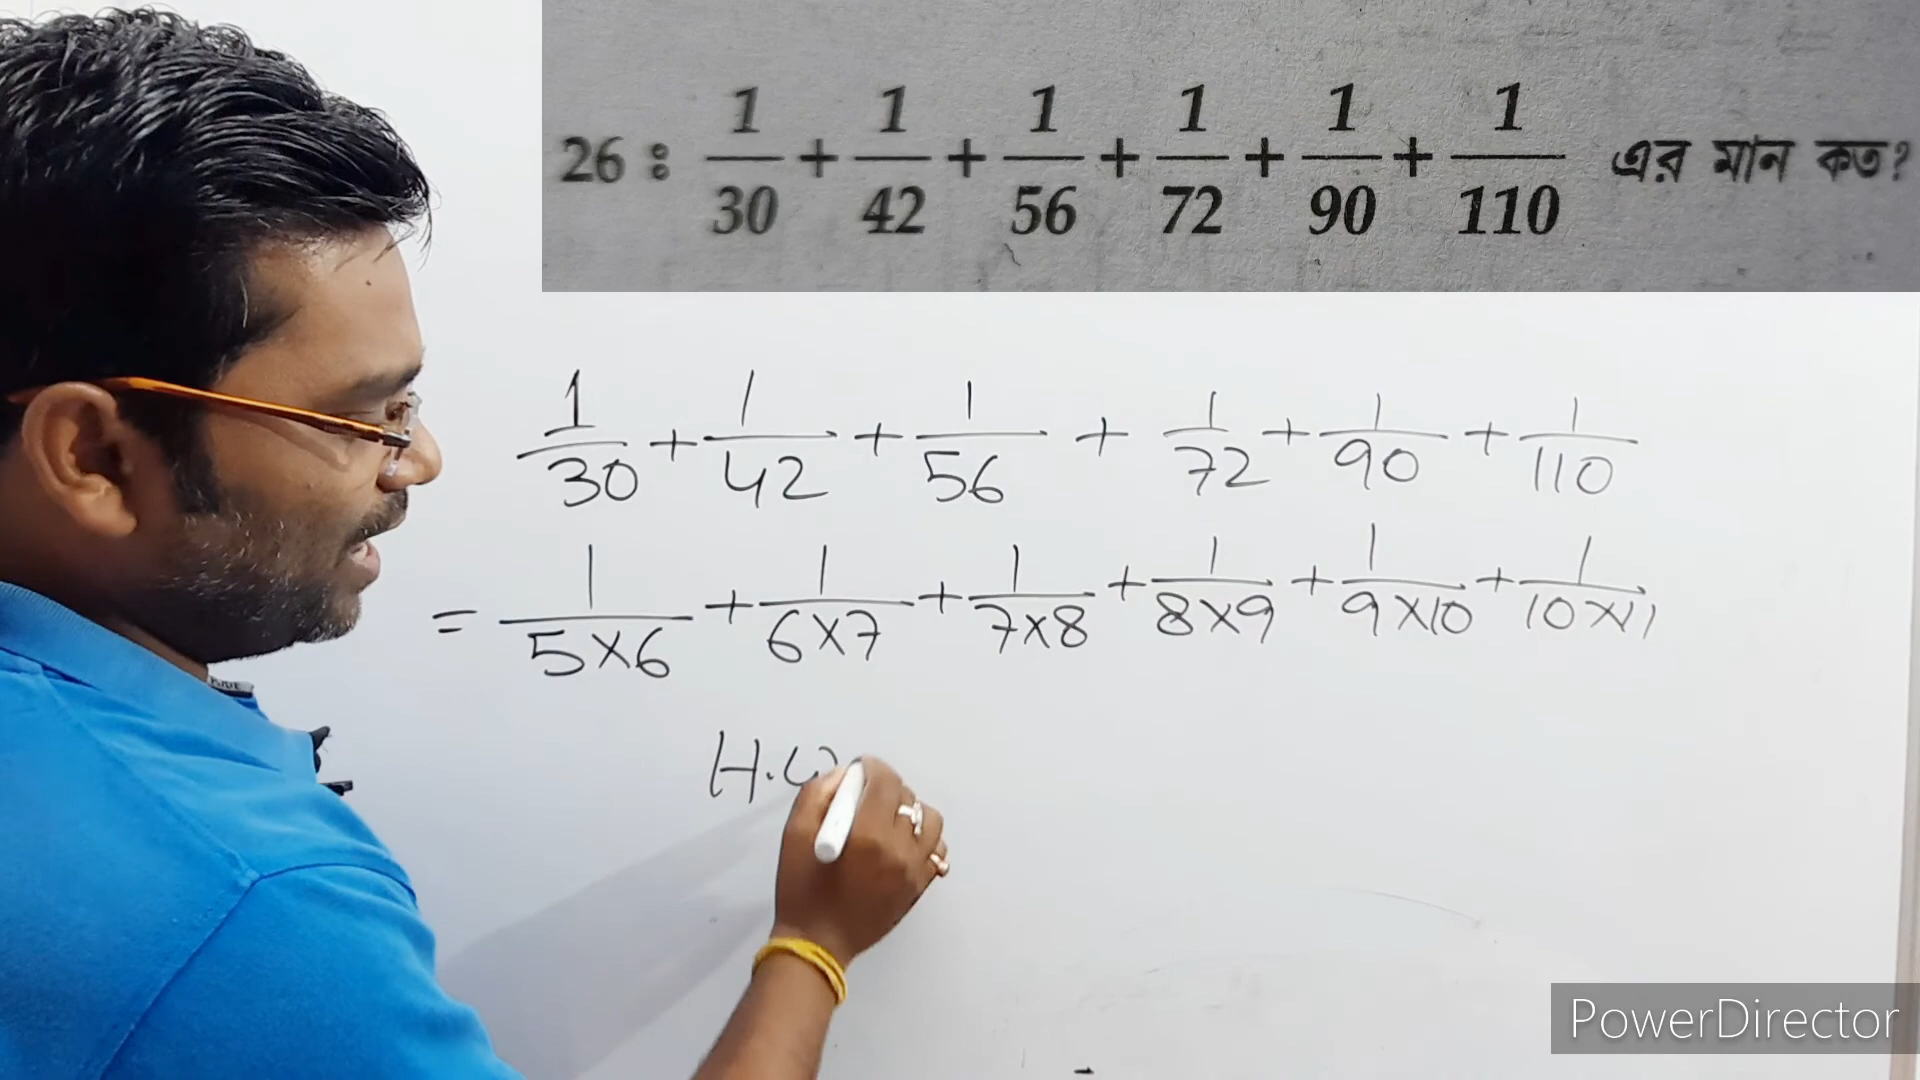 26 ঃ 1/30 + 1/42 + 1/56 + 1/72 + 1/90 + 1/110 এর মান কত?
1/30 + 1/42 + 1/56 + 1/72 + 1/90 + 1/110
= 1/5×6 + 1/6×7 + 1/7×8 + 1/8×9 + 1/9×10 + 1/10×11
H.W
PowerDirector